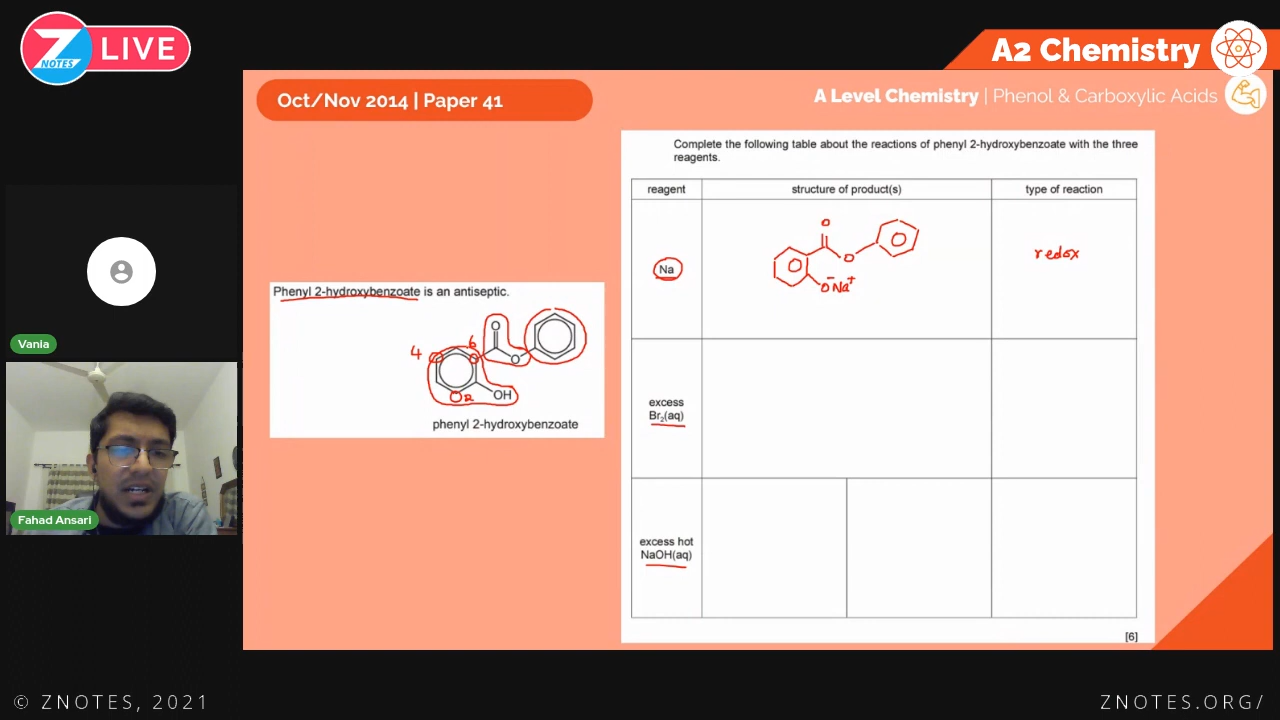 Z NOTES LIVE
A2 Chemistry
Oct/Nov 2014 | Paper 41
A Level Chemistry | Phenol & Carboxylic Acids
Complete the following table about the reactions of phenyl 2-hydroxybenzoate with the three
reagents.
reagent
structure of product(s)
type of reaction
Na
O
O
O⁻Na⁺
redox
Phenyl 2-hydroxybenzoate is an antiseptic.
4
6
O
O
2
OH
phenyl 2-hydroxybenzoate
excess
Br₂(aq)
excess hot
NaOH(aq)
[6]
Vania
Fahad Ansari
© ZNOTES, 2021
ZNOTES.ORG/